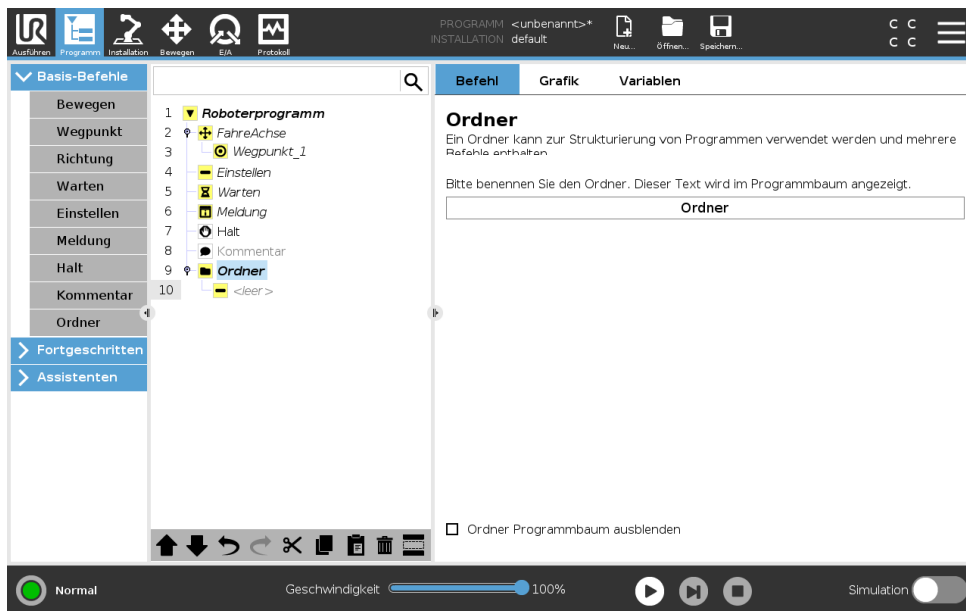 PROGRAMM <unbenannt>*
INSTALLATION default
Ausführen Programm Installation Bewegen E/A Protokoll
Neu... Öffnen... Speichern...
C C
C C
Basis-Befehle
Bewegen
Wegpunkt
Richtung
Warten
Einstellen
Meldung
Halt
Kommentar
Ordner
Fortgeschritten
Assistenten
1 Roboterprogramm
2 FahreAchse
3 Wegpunkt_1
4 Einstellen
5 Warten
6 Meldung
7 Halt
8 Kommentar
9 Ordner
10 <leer>
Befehl Grafik Variablen
Ordner
Ein Ordner kann zur Strukturierung von Programmen verwendet werden und mehrere
Befehle enthalten
Bitte benennen Sie den Ordner. Dieser Text wird im Programmbaum angezeigt.
Ordner
Ordner Programmbaum ausblenden
Normal
Geschwindigkeit 100%
Simulation